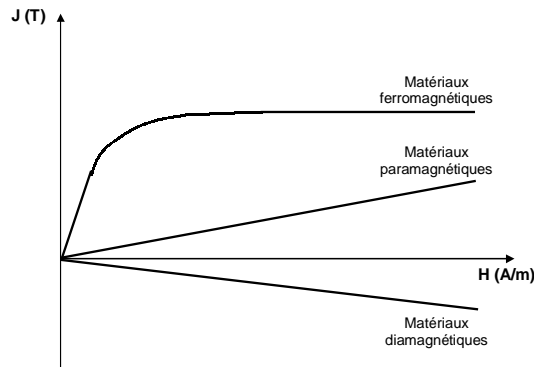 J (T)
Matériaux
ferromagnétiques
Matériaux
paramagnétiques
H (A/m)
Matériaux
diamagnétiques